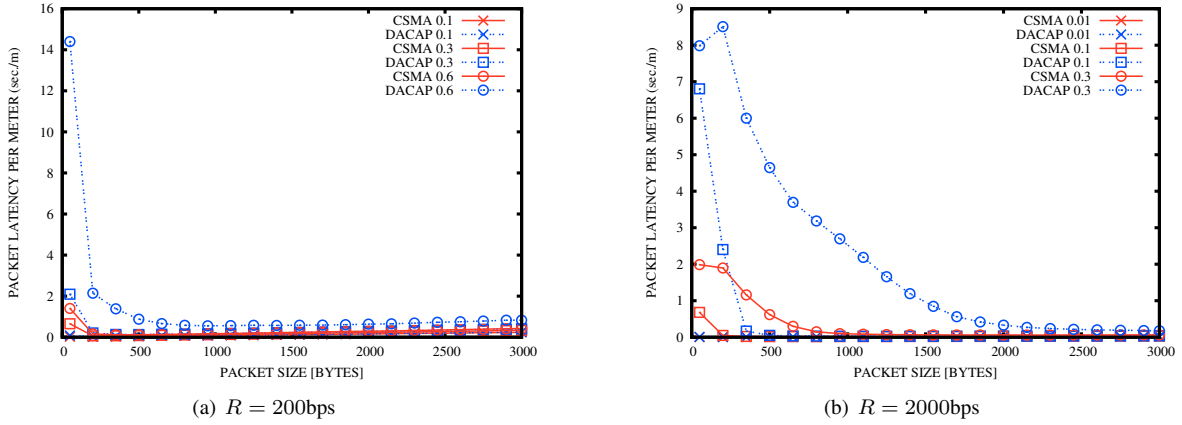 PACKET LATENCY PER METER (sec./m)
16
14
12
10
8
6
4
2
0
0 500 1000 1500 2000 2500 3000
PACKET SIZE [BYTES]
CSMA 0.1
DACAP 0.1
CSMA 0.3
DACAP 0.3
CSMA 0.6
DACAP 0.6
(a) R = 200bps
PACKET LATENCY PER METER (sec./m)
9
8
7
6
5
4
3
2
1
0
0 500 1000 1500 2000 2500 3000
PACKET SIZE [BYTES]
CSMA 0.01
DACAP 0.01
CSMA 0.1
DACAP 0.1
CSMA 0.3
DACAP 0.3
(b) R = 2000bps